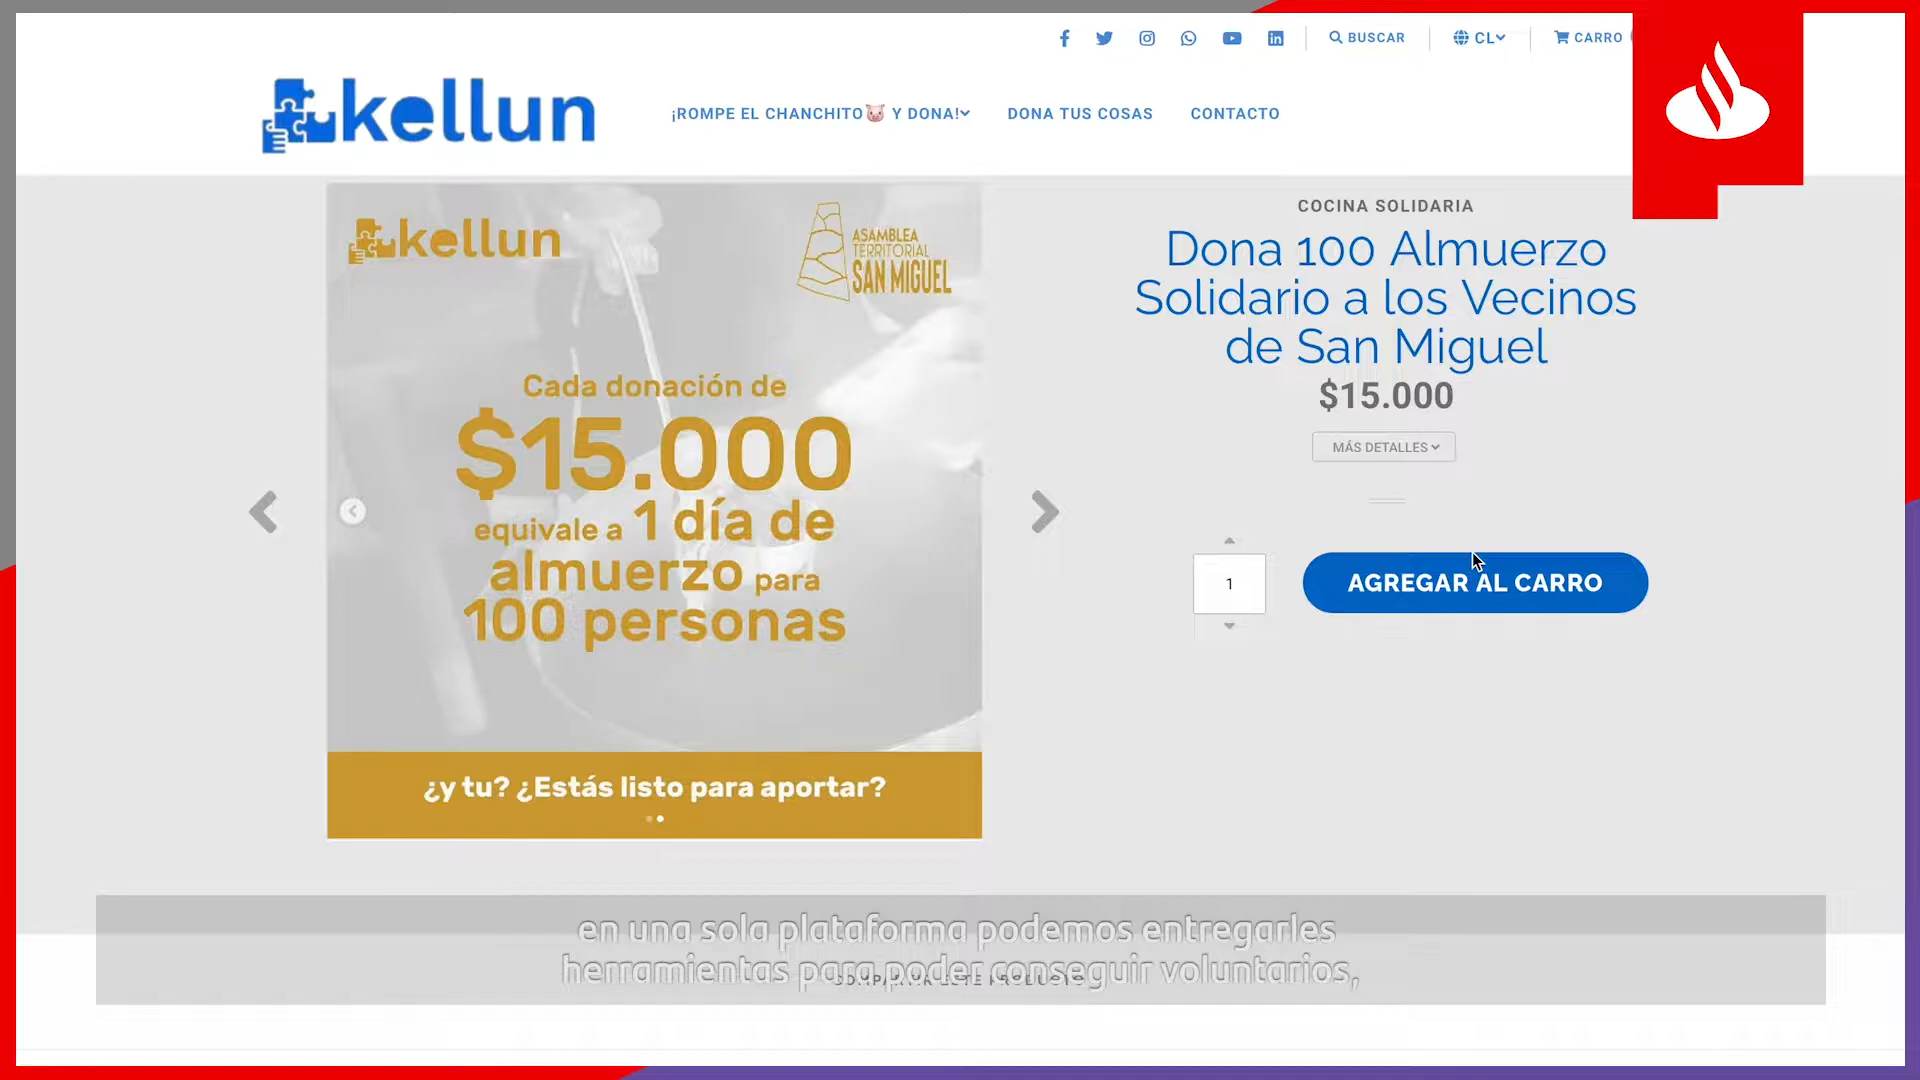 BUSCAR
CL
CARRO
kellun
¡ROMPE EL CHANCHITO🐷 Y DONA!
DONA TUS COSAS
CONTACTO
kellun
ASAMBLEA
TERRITORIAL
SAN MIGUEL
Cada donación de
$15.000
equivale a 1 día de
almuerzo para
100 personas
¿y tu? ¿Estás listo para aportar?
COCINA SOLIDARIA
Dona 100 Almuerzo
Solidario a los Vecinos
de San Miguel
$15.000
MÁS DETALLES
1
AGREGAR AL CARRO
en una sola plataforma podemos entregarles
herramientas para poder conseguir voluntarios,
COMPARTIR ESTE PRODUCTO